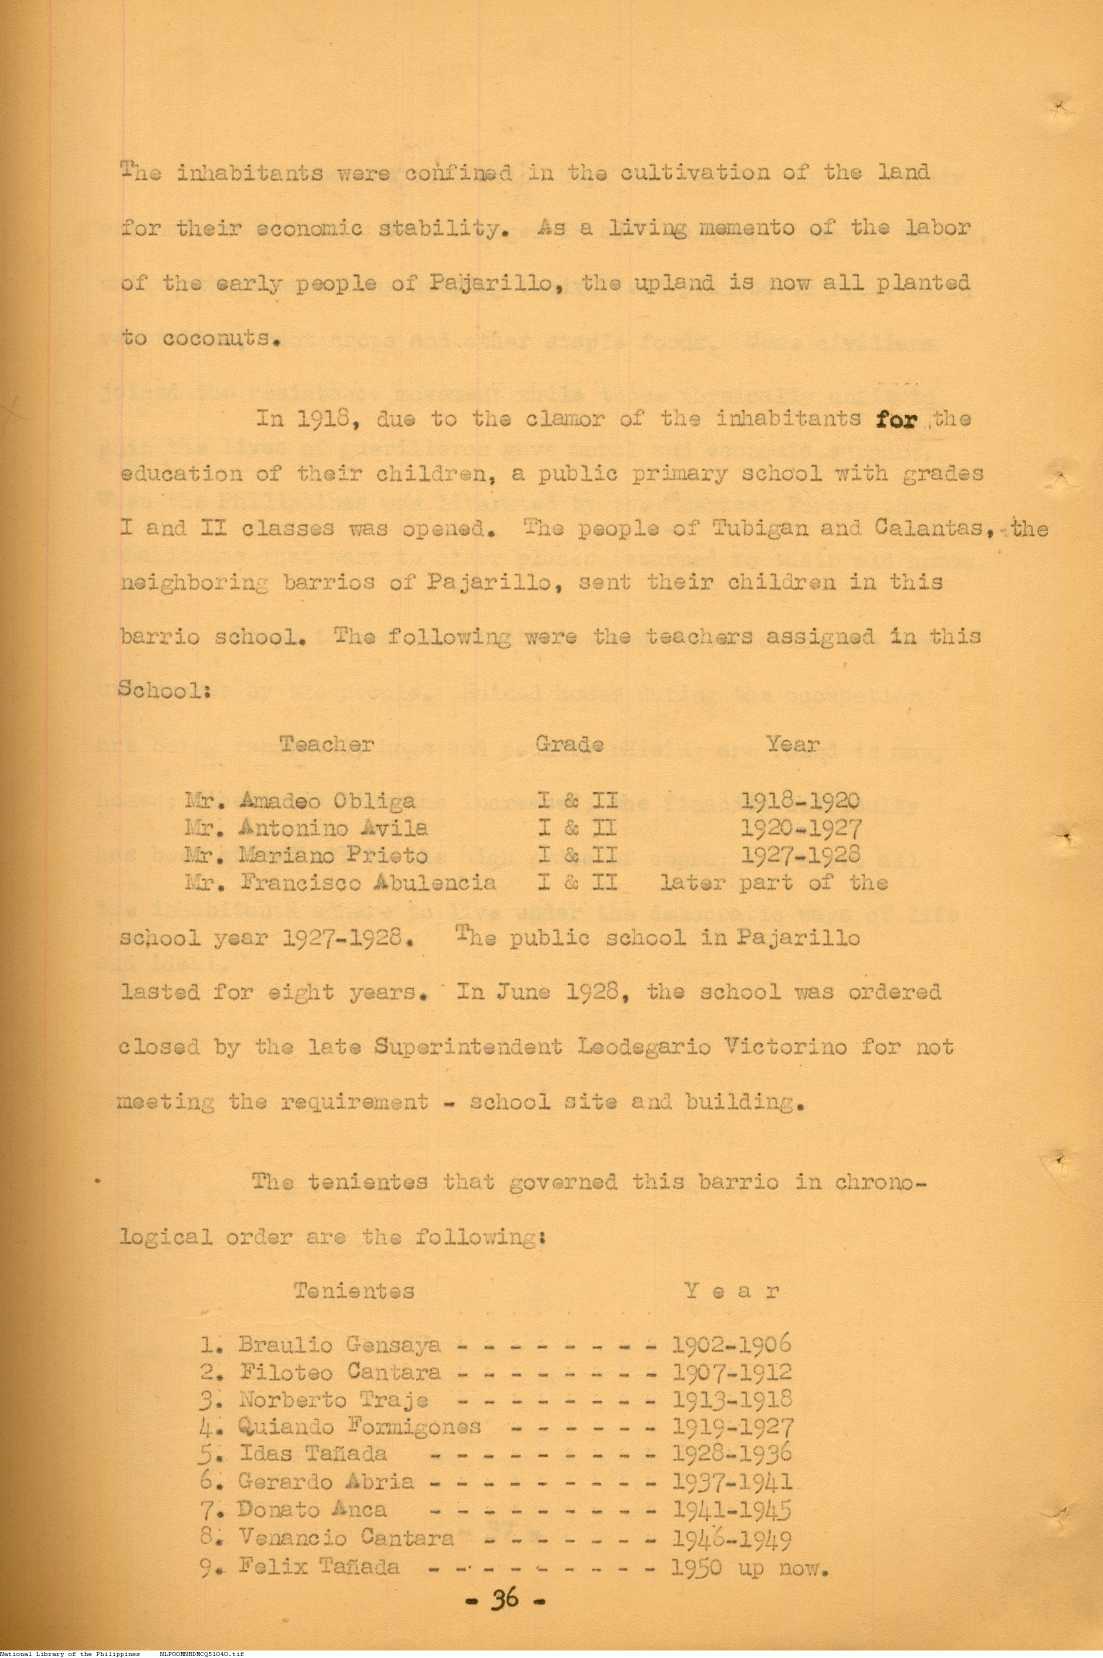 The inhabitants were confined in the cultivation of the land
for their economic stability. As a living memento of the labor
of the early people of Pajarillo, the upland is now all planted
to coconuts.
In 1918, due to the clamor of the inhabitants for the
education of their children, a public primary school with grades
I and II classes was opened. The people of Tubigan and Calantas, the
neighboring barrios of Pajarillo, sent their children in this
barrio school. The following were the teachers assigned in this
School:
Teacher Grade Year
Mr. Amadeo Obliga I & II 1918-1920
Mr. Antonino Avila I & II 1920-1927
Mr. Mariano Prieto I & II 1927-1928
Mr. Francisco Abulencia I & II later part of the
school year 1927-1928. The public school in Pajarillo
lasted for eight years. In June 1928, the school was ordered
closed by the late Superintendent Leodegario Victorino for not
meeting the requirement - school site and building.
The tenientes that governed this barrio in chrono-
logical order are the following:
Tenientes Y e a r
1. Braulio Gensaya - - - - - - - - 1902-1906
2. Filoteo Cantara - - - - - - - - 1907-1912
3. Norberto Traje - - - - - - - - 1913-1918
4. Quiando Formigones - - - - - - 1919-1927
5. Idas Tañada - - - - - - - - - 1928-1936
6. Gerardo Abria - - - - - - - - - 1937-1941
7. Donato Anca - - - - - - - - - 1941-1945
8. Venancio Cantara - - - - - - - 1946-1949
9. Felix Tañada - - - - - - - - - 1950 up now.
- 36 -
National Library of the Philippines NLPOOMNHDMCQ51040.tif